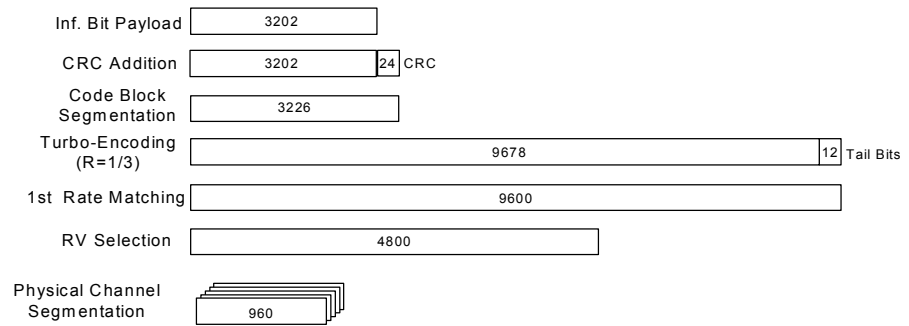 Inf. Bit Payload 3202
CRC Addition 3202 24 CRC
Code Block
Segmentation
3226
Turbo-Encoding
(R=1/3)
9678 12 Tail Bits
1st Rate Matching 9600
RV Selection 4800
Physical Channel
Segmentation
960